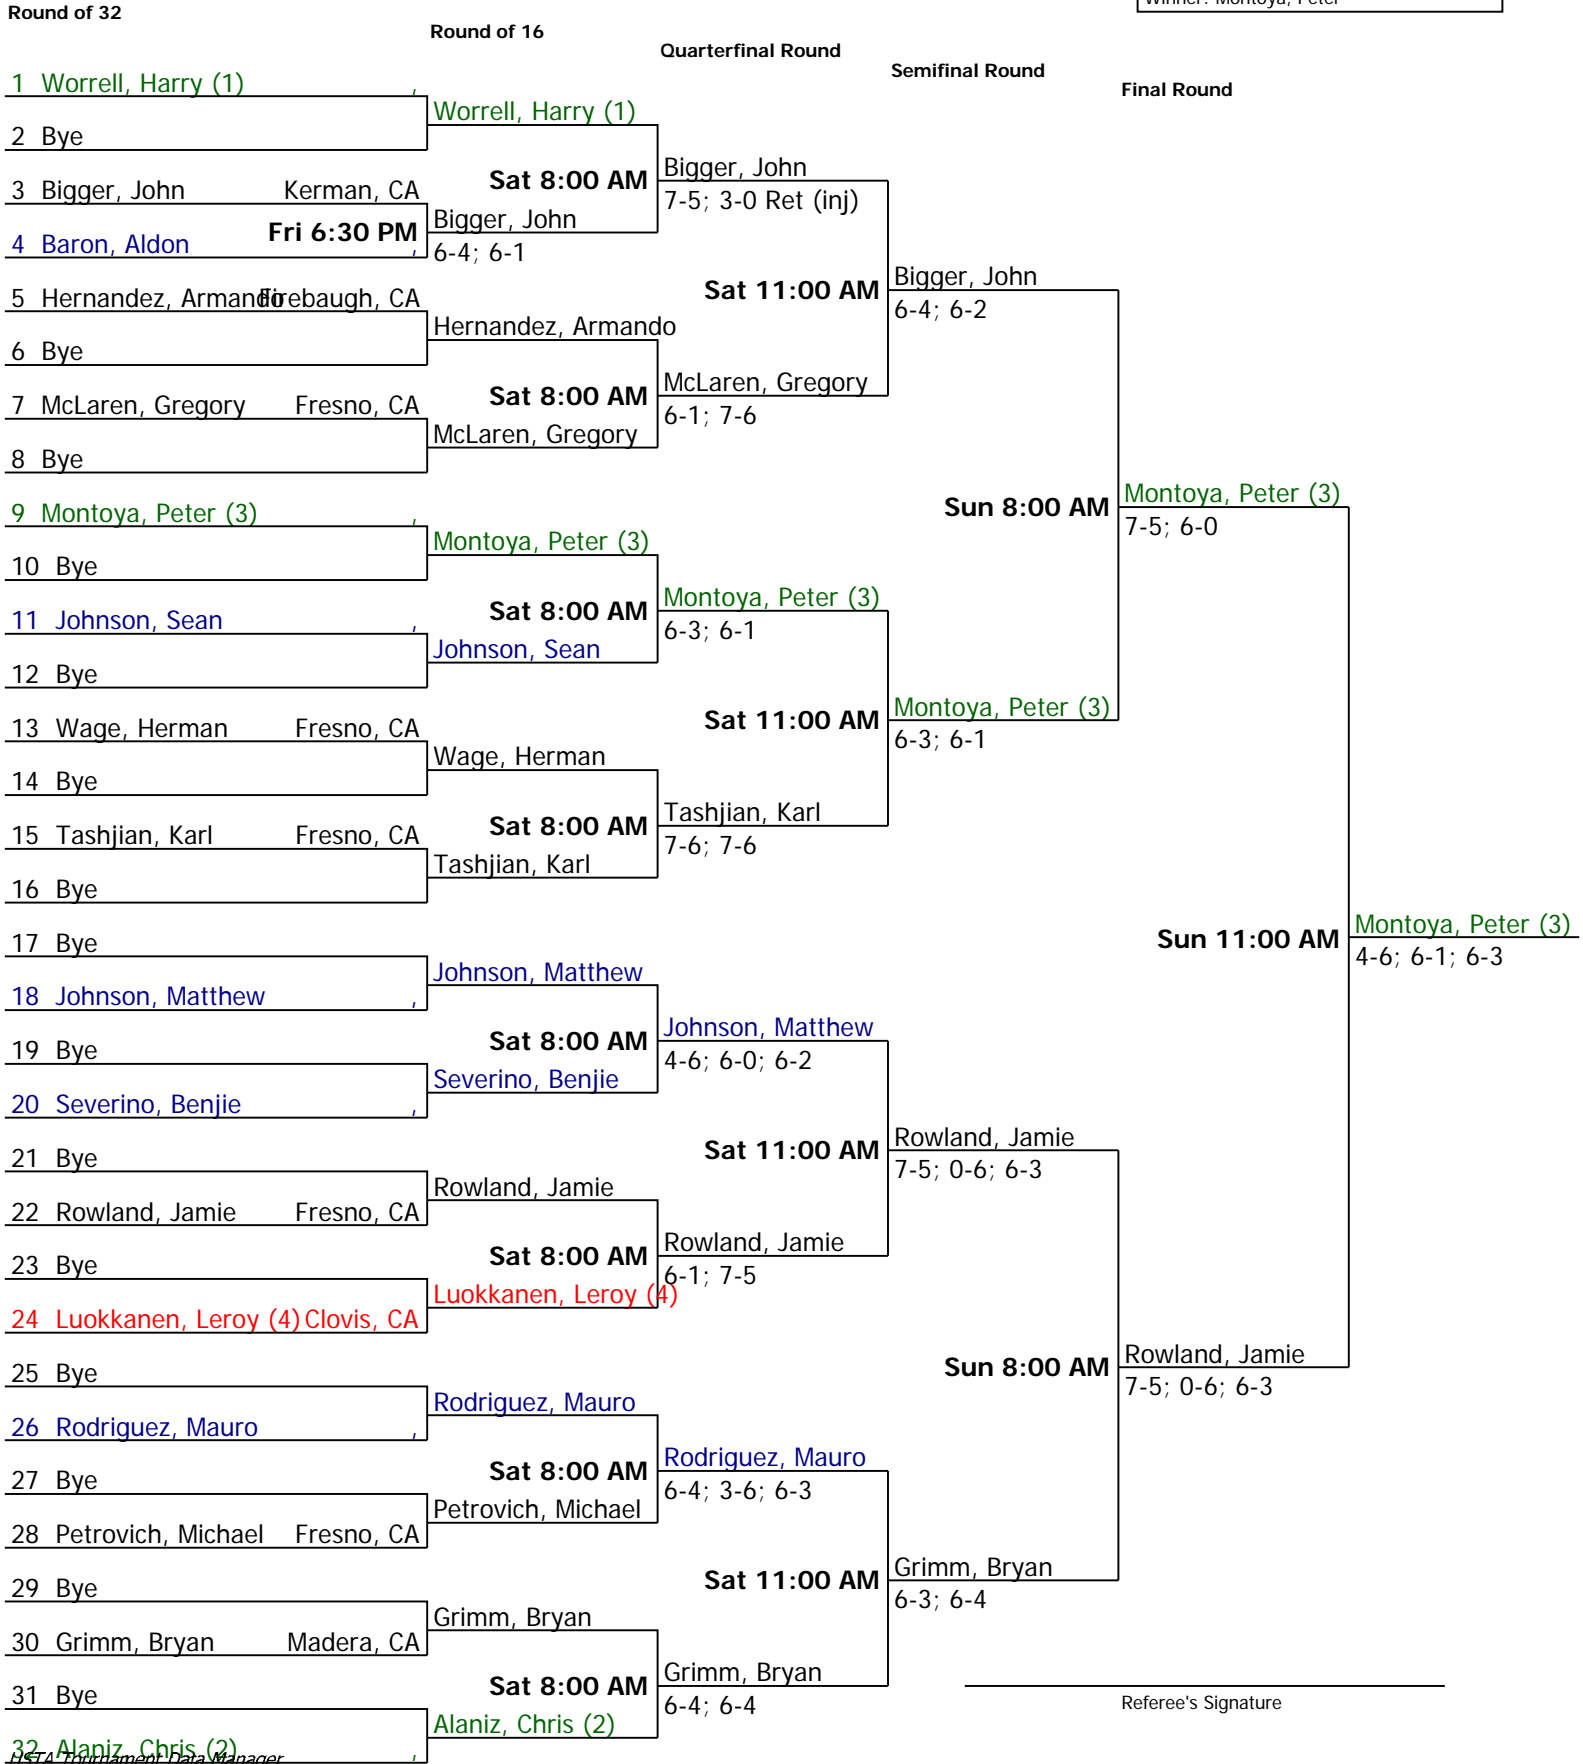 Winner: Montoya, Peter
Round of 32
Round of 16
Quarterfinal Round
Semifinal Round
Final Round
1 Worrell, Harry (1) ,
Worrell, Harry (1)
2 Bye
Sat 8:00 AM
Bigger, John
7-5; 3-0 Ret (inj)
3 Bigger, John Kerman, CA
Bigger, John
6-4; 6-1
Fri 6:30 PM
4 Baron, Aldon ,
Sat 11:00 AM
Bigger, John
6-4; 6-2
5 Hernandez, Armando Firebaugh, CA
Hernandez, Armando
6 Bye
Sat 8:00 AM
McLaren, Gregory
6-1; 7-6
7 McLaren, Gregory Fresno, CA
McLaren, Gregory
8 Bye
Sun 8:00 AM
Montoya, Peter (3)
7-5; 6-0
9 Montoya, Peter (3) ,
Montoya, Peter (3)
10 Bye
Sat 8:00 AM
Montoya, Peter (3)
6-3; 6-1
11 Johnson, Sean ,
Johnson, Sean
12 Bye
Sat 11:00 AM
Montoya, Peter (3)
6-3; 6-1
13 Wage, Herman Fresno, CA
Wage, Herman
14 Bye
Sat 8:00 AM
Tashjian, Karl
7-6; 7-6
15 Tashjian, Karl Fresno, CA
Tashjian, Karl
16 Bye
Sun 11:00 AM
Montoya, Peter (3)
4-6; 6-1; 6-3
17 Bye
Johnson, Matthew
18 Johnson, Matthew ,
Sat 8:00 AM
Johnson, Matthew
4-6; 6-0; 6-2
19 Bye
Severino, Benjie
20 Severino, Benjie ,
Sat 11:00 AM
Rowland, Jamie
7-5; 0-6; 6-3
21 Bye
Rowland, Jamie
22 Rowland, Jamie Fresno, CA
Sat 8:00 AM
Rowland, Jamie
6-1; 7-5
23 Bye
Luokkanen, Leroy (4)
24 Luokkanen, Leroy (4) Clovis, CA
Sun 8:00 AM
Rowland, Jamie
7-5; 0-6; 6-3
25 Bye
Rodriguez, Mauro
26 Rodriguez, Mauro ,
Sat 8:00 AM
Rodriguez, Mauro
6-4; 3-6; 6-3
27 Bye
Petrovich, Michael
28 Petrovich, Michael Fresno, CA
Sat 11:00 AM
Grimm, Bryan
6-3; 6-4
29 Bye
Grimm, Bryan
30 Grimm, Bryan Madera, CA
Sat 8:00 AM
Grimm, Bryan
6-4; 6-4
31 Bye
Alaniz, Chris (2)
32 Alaniz, Chris (2) ,
Referee's Signature
USTA Tournament Data Manager